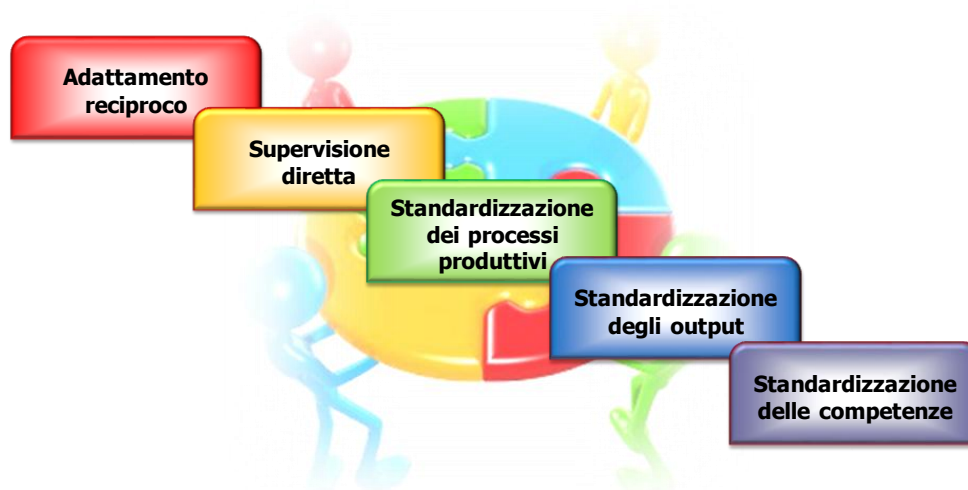 Adattamento
reciproco
Supervisione
diretta
Standardizzazione
dei processi
produttivi
Standardizzazione
degli output
Standardizzazione
delle competenze